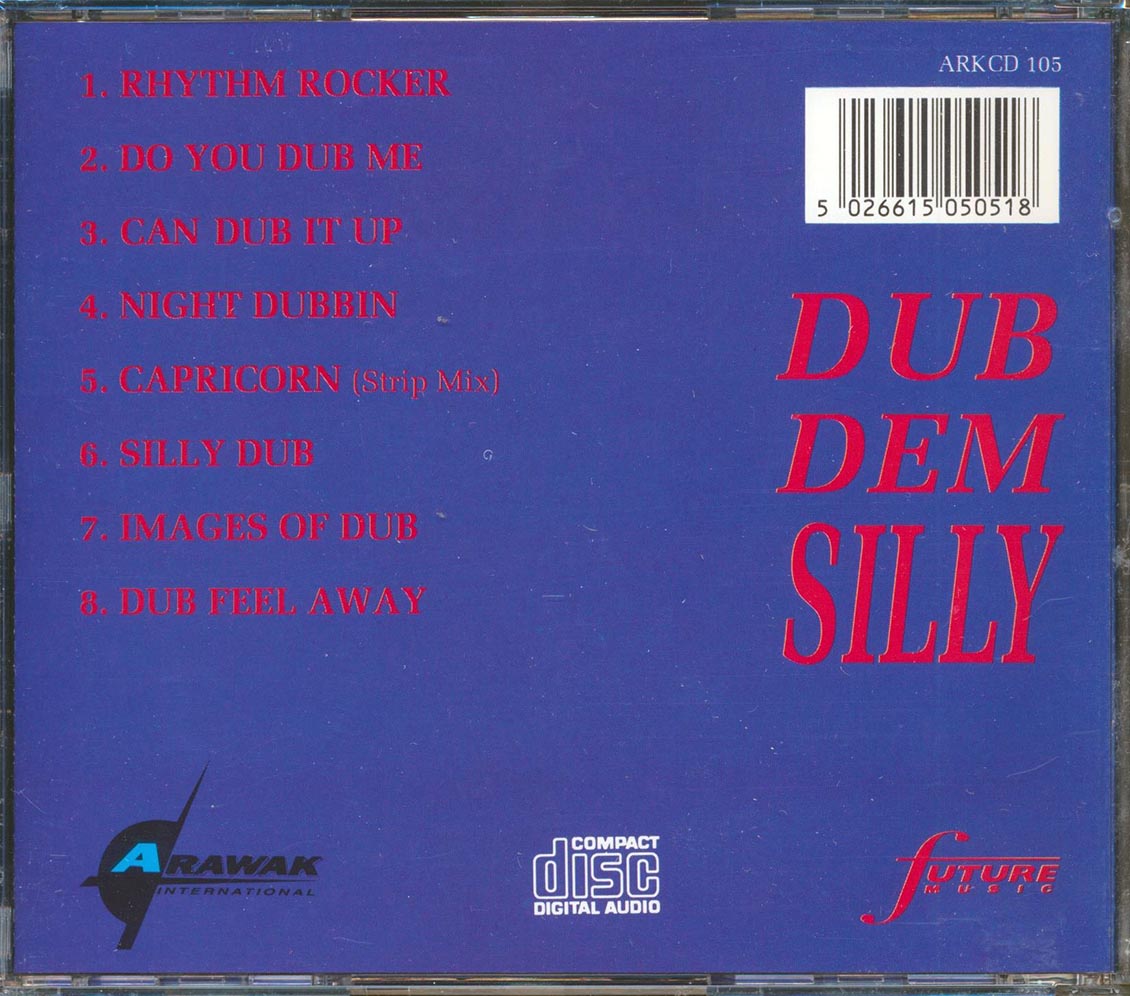 1. RHYTHM ROCKER
2. DO YOU DUB ME
3. CAN DUB IT UP
4. NIGHT DUBBIN
5. CAPRICORN (Strip Mix)
6. SILLY DUB
7. IMAGES OF DUB
8. DUB FEEL AWAY
ARKCD 105
5 026615 050518
DUB
DEM
SILLY
ARAWAK
INTERNATIONAL
COMPACT
disc
DIGITAL AUDIO
fUTURE
MUSIC